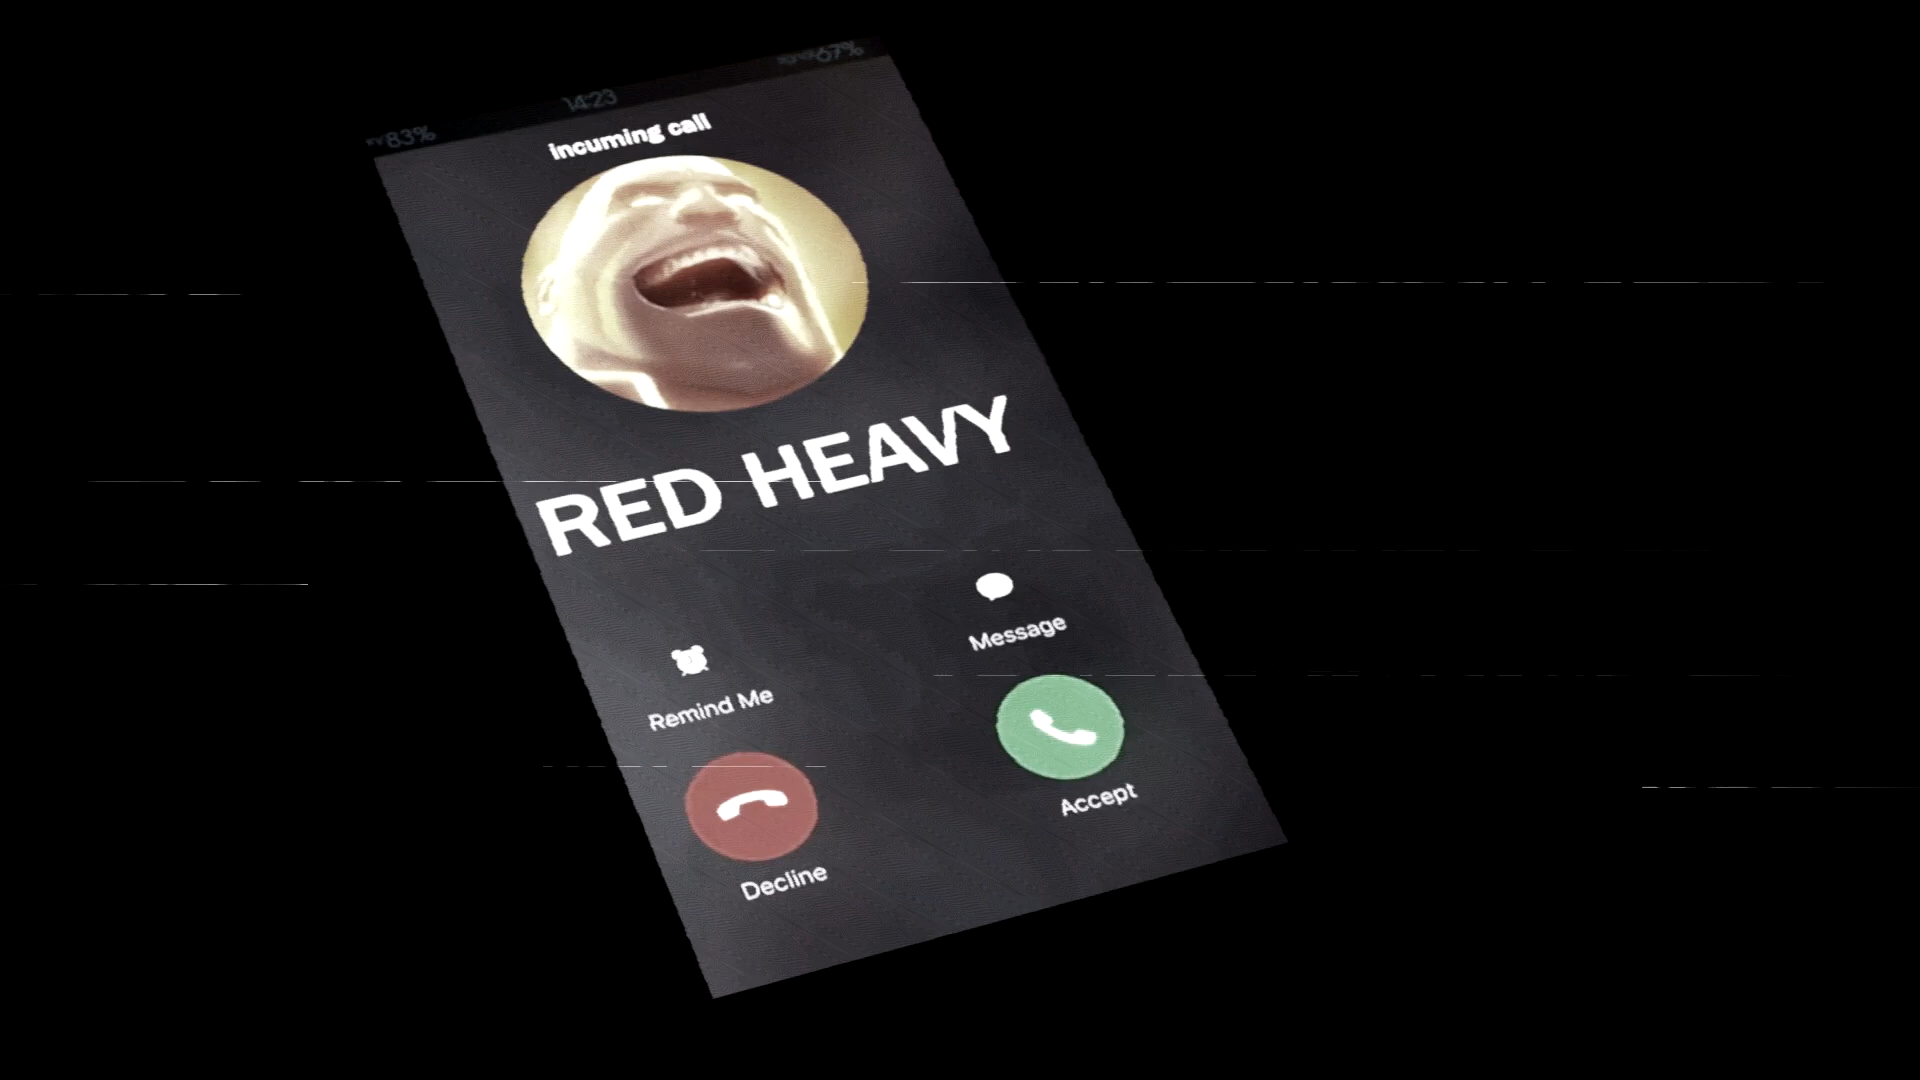 83%
14:23
67%
incuming call
RED HEAVY
Remind Me
Message
Decline
Accept